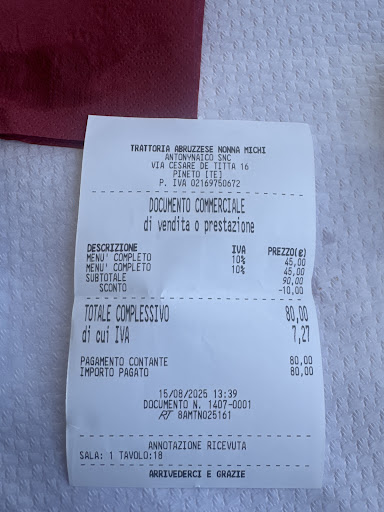 TRATTORIA ABRUZZESE NONNA MICHI
ANTONYNAICO SNC
VIA CESARE DE TITTA 16
PINETO [TE]
P. IVA 02169750672
DOCUMENTO COMMERCIALE
di vendita o prestazione
DESCRIZIONE IVA PREZZO(€)
MENU' COMPLETO 10% 45,00
MENU' COMPLETO 10% 45,00
SUBTOTALE 90,00
SCONTO -10,00
TOTALE COMPLESSIVO 80,00
di cui IVA 7,27
PAGAMENTO CONTANTE 80,00
IMPORTO PAGATO 80,00
15/08/2025 13:39
DOCUMENTO N. 1407-0001
RT 8AMTN025161
ANNOTAZIONE RICEVUTA
SALA: 1 TAVOLO:18
ARRIVEDERCI E GRAZIE